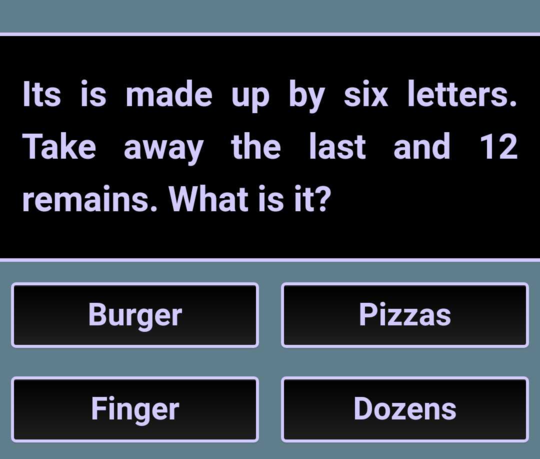 Its is made up by six letters.
Take away the last and 12
remains. What is it?
Burger
Pizzas
Finger
Dozens